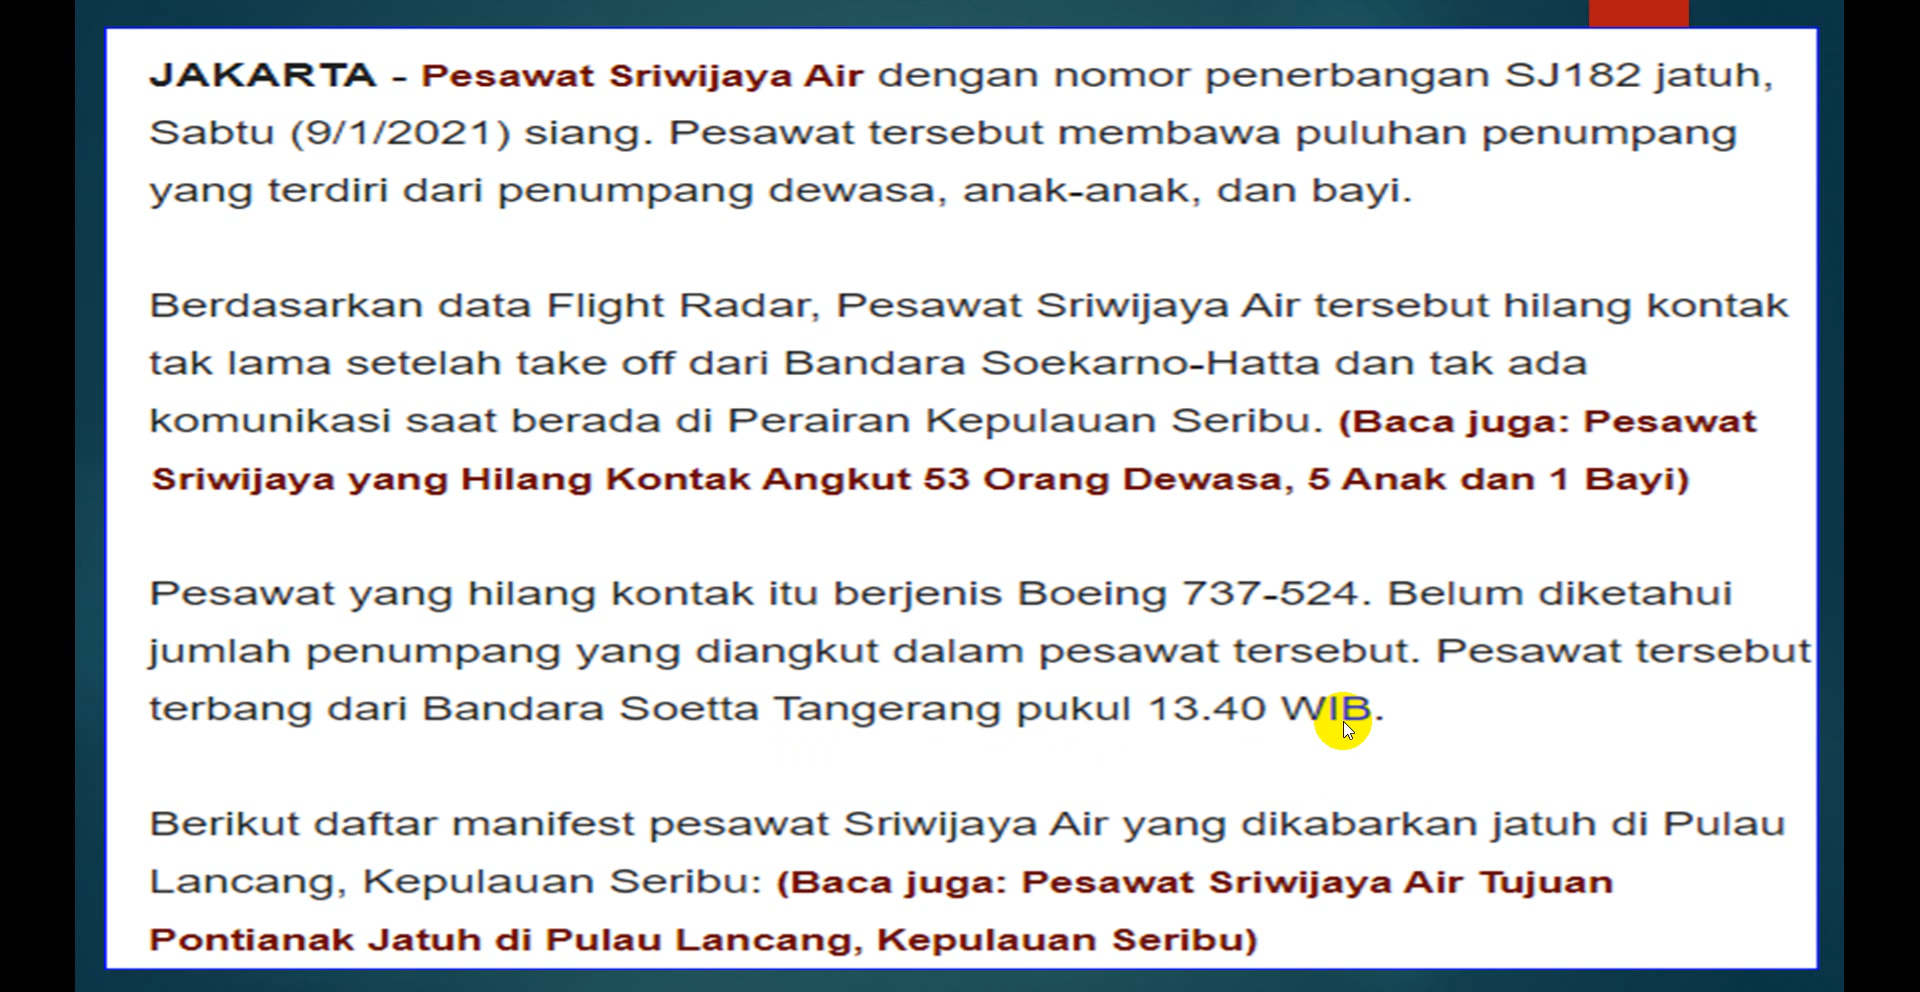 JAKARTA - Pesawat Sriwijaya Air dengan nomor penerbangan SJ182 jatuh,
Sabtu (9/1/2021) siang. Pesawat tersebut membawa puluhan penumpang
yang terdiri dari penumpang dewasa, anak-anak, dan bayi.
Berdasarkan data Flight Radar, Pesawat Sriwijaya Air tersebut hilang kontak
tak lama setelah take off dari Bandara Soekarno-Hatta dan tak ada
komunikasi saat berada di Perairan Kepulauan Seribu. (Baca juga: Pesawat
Sriwijaya yang Hilang Kontak Angkut 53 Orang Dewasa, 5 Anak dan 1 Bayi)
Pesawat yang hilang kontak itu berjenis Boeing 737-524. Belum diketahui
jumlah penumpang yang diangkut dalam pesawat tersebut. Pesawat tersebut
terbang dari Bandara Soetta Tangerang pukul 13.40 WIB.
Berikut daftar manifest pesawat Sriwijaya Air yang dikabarkan jatuh di Pulau
Lancang, Kepulauan Seribu: (Baca juga: Pesawat Sriwijaya Air Tujuan
Pontianak Jatuh di Pulau Lancang, Kepulauan Seribu)